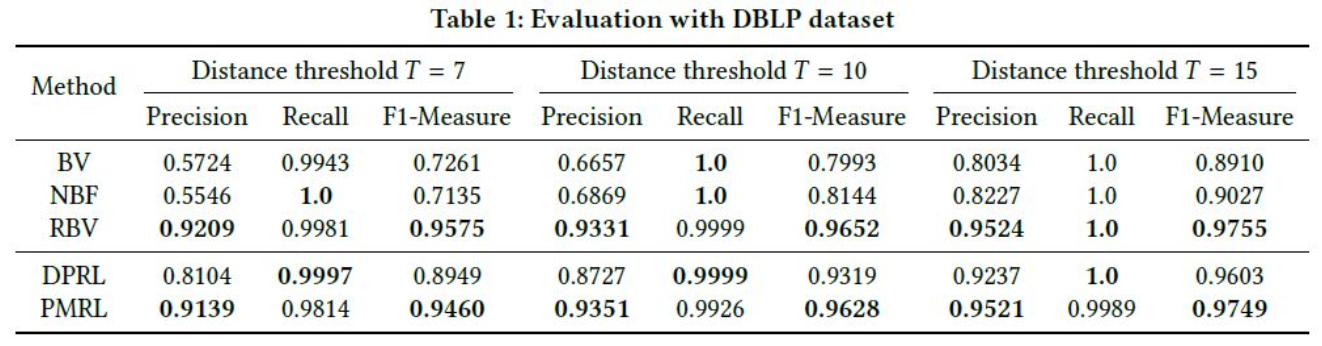 Table 1: Evaluation with DBLP dataset
Method Distance threshold T = 7 Distance threshold T = 10 Distance threshold T = 15
Precision Recall F1-Measure Precision Recall F1-Measure Precision Recall F1-Measure
BV 0.5724 0.9943 0.7261 0.6657 1.0 0.7993 0.8034 1.0 0.8910
NBF 0.5546 1.0 0.7135 0.6869 1.0 0.8144 0.8227 1.0 0.9027
RBV 0.9209 0.9981 0.9575 0.9331 0.9999 0.9652 0.9524 1.0 0.9755
DPRL 0.8104 0.9997 0.8949 0.8727 0.9999 0.9319 0.9237 1.0 0.9603
PMRL 0.9139 0.9814 0.9460 0.9351 0.9926 0.9628 0.9521 0.9989 0.9749